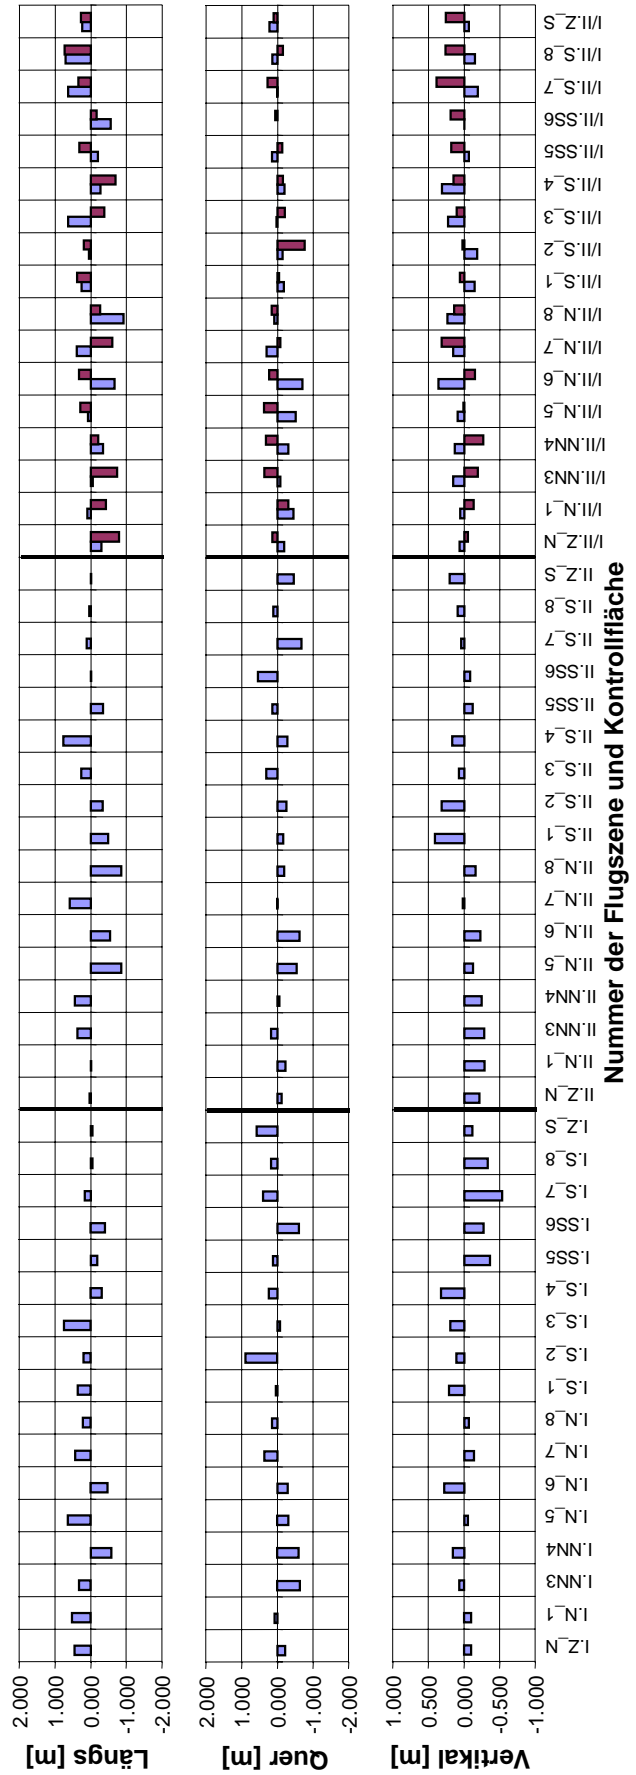 Längs [m]
2.000
1.000
0.000
-1.000
-2.000
Quer [m]
2.000
1.000
0.000
-1.000
-2.000
Vertikal [m]
1.000
0.500
0.000
-0.500
-1.000
I.Z_N
I.N_1
I.NN3
I.NN4
I.N_5
I.N_6
I.N_7
I.N_8
I.S_1
I.S_2
I.S_3
I.S_4
I.SS5
I.SS6
I.S_7
I.S_8
I.Z_S
II.Z_N
II.N_1
II.NN3
II.NN4
II.N_5
II.N_6
II.N_7
II.N_8
II.S_1
II.S_2
II.S_3
II.S_4
II.SS5
II.SS6
II.S_7
II.S_8
II.Z_S
I/II.Z_N
I/II.N_1
I/II.NN3
I/II.NN4
I/II.N_5
I/II.N_6
I/II.N_7
I/II.N_8
I/II.S_1
I/II.S_2
I/II.S_3
I/II.S_4
I/II.SS5
I/II.SS6
I/II.S_7
I/II.S_8
I/II.Z_S
Nummer der Flugszene und Kontrollfläche